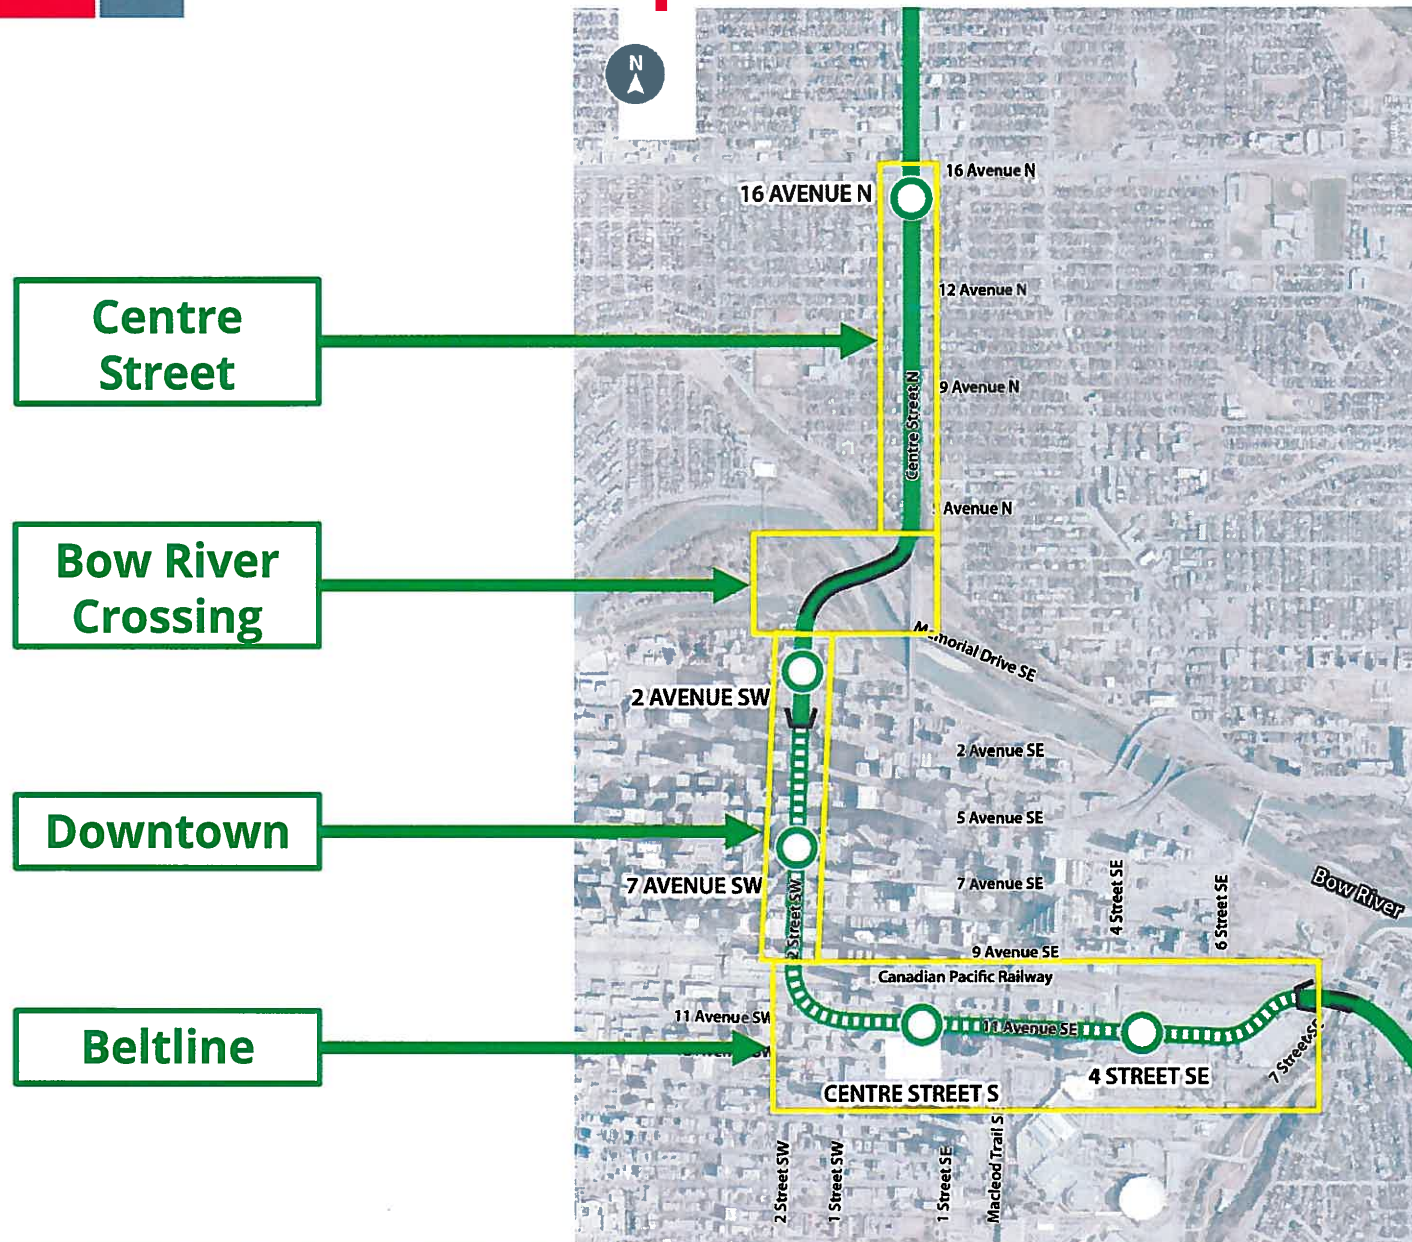 N
16 Avenue N
16 AVENUE N
12 Avenue N
Centre
Street
9 Avenue N
Centre Street N
Avenue N
Bow River
Crossing
Memorial Drive SE
2 AVENUE SW
2 Avenue SE
5 Avenue SE
Downtown
7 AVENUE SW
7 Avenue SE
4 Street SE
6 Street SE
Bow River
2 Street SW
9 Avenue SE
Canadian Pacific Railway
11 Avenue SW
11 Avenue SE
7 Street SE
Beltline
4 STREET SE
CENTRE STREET S
2 Street SW
1 Street SW
1 Street SE
Macleod Trail S